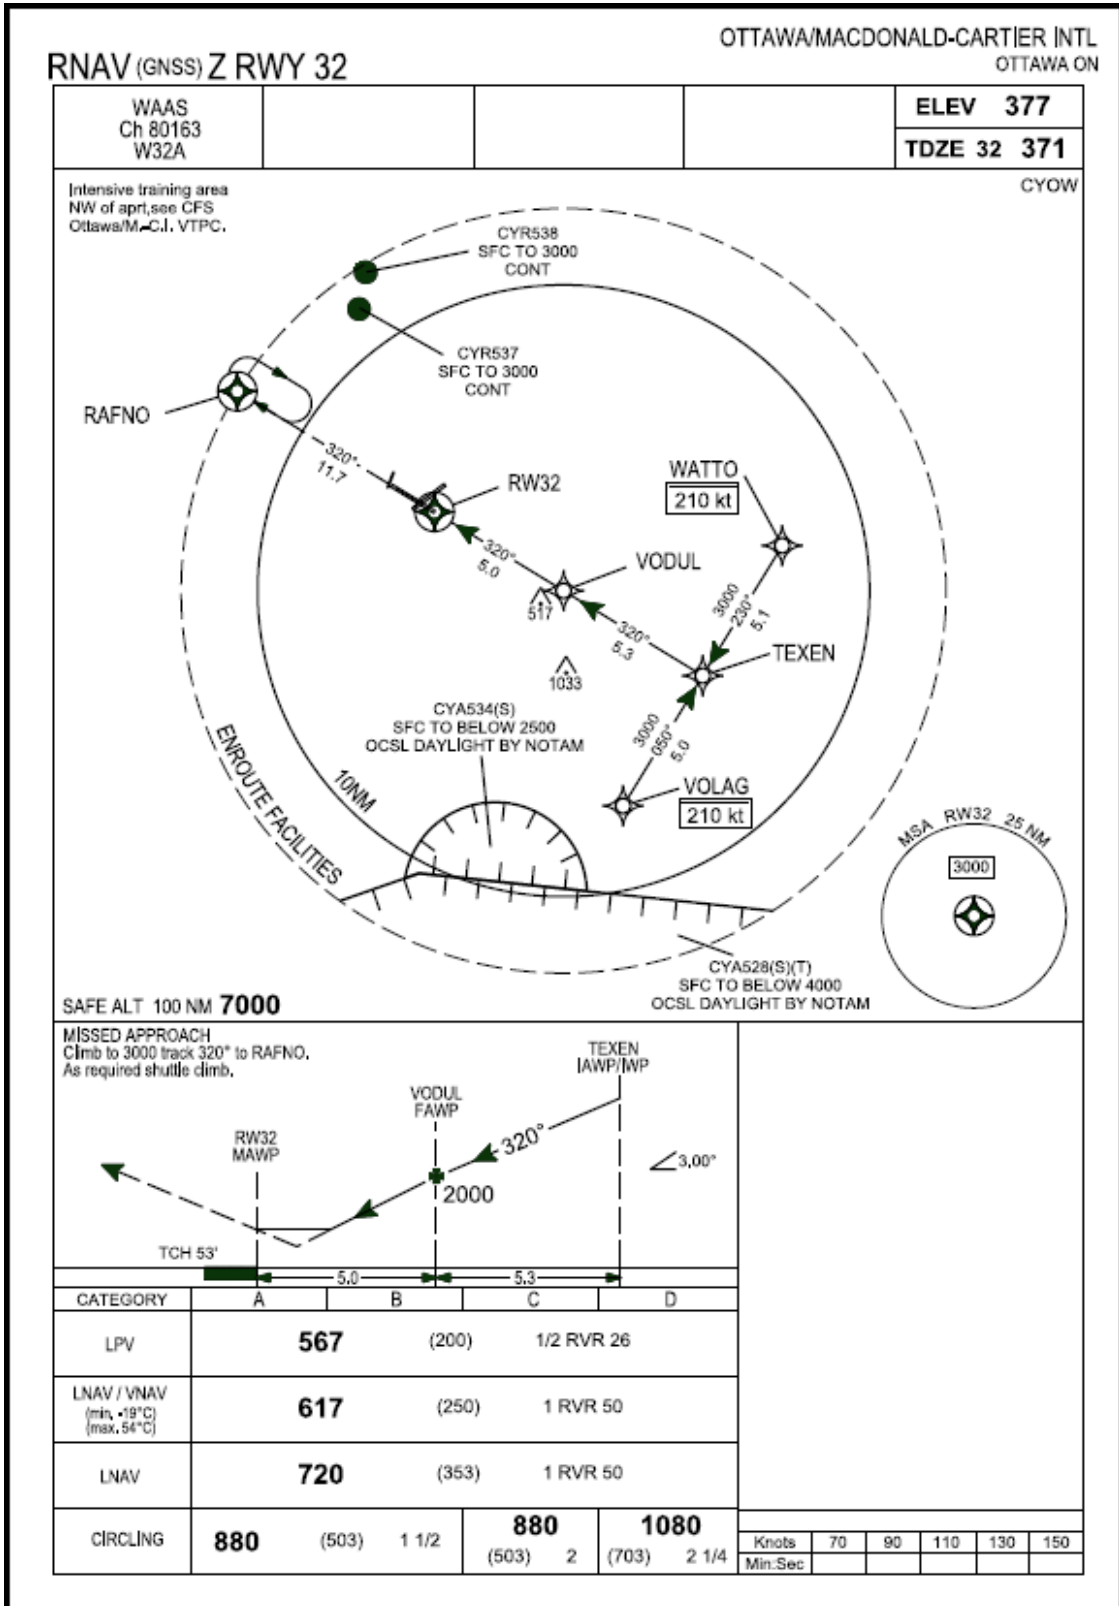 OTTAWA/MACDONALD-CARTIER INTL
RNAV (GNSS) Z RWY 32
OTTAWA ON
WAAS
Ch 80163
W32A
ELEV 377
TDZE 32 371
Intensive training area
NW of aprt,see CFS
Ottawa/M.-C.I. VTPC.
CYOW
CYR538
SFC TO 3000
CONT
CYR537
SFC TO 3000
CONT
RAFNO
320°
11.7
RW32
WATTO
210 kt
320°
5.0
VODUL
517
3000
230°
5.1
320°
5.3
TEXEN
1033
CYA534(S)
SFC TO BELOW 2500
OCSL DAYLIGHT BY NOTAM
3000
050°
5.0
ENROUTE FACILITIES
10NM
VOLAG
210 kt
MSA RW32 25 NM
3000
CYA528(S)(T)
SFC TO BELOW 4000
OCSL DAYLIGHT BY NOTAM
SAFE ALT 100 NM 7000
MISSED APPROACH
Climb to 3000 track 320° to RAFNO.
As required shuttle climb.
TEXEN
IAWP/IWP
VODUL
FAWP
RW32
MAWP
320°
3.00°
2000
TCH 53'
5.0 5.3
CATEGORY A B C D
LPV 567 (200) 1/2 RVR 26
LNAV / VNAV
(min. -19°C)
(max. 54°C)
617 (250) 1 RVR 50
LNAV 720 (353) 1 RVR 50
CIRCLING 880 (503) 1 1/2
880
(503) 2
1080
(703) 2 1/4
Knots 70 90 110 130 150
Min:Sec